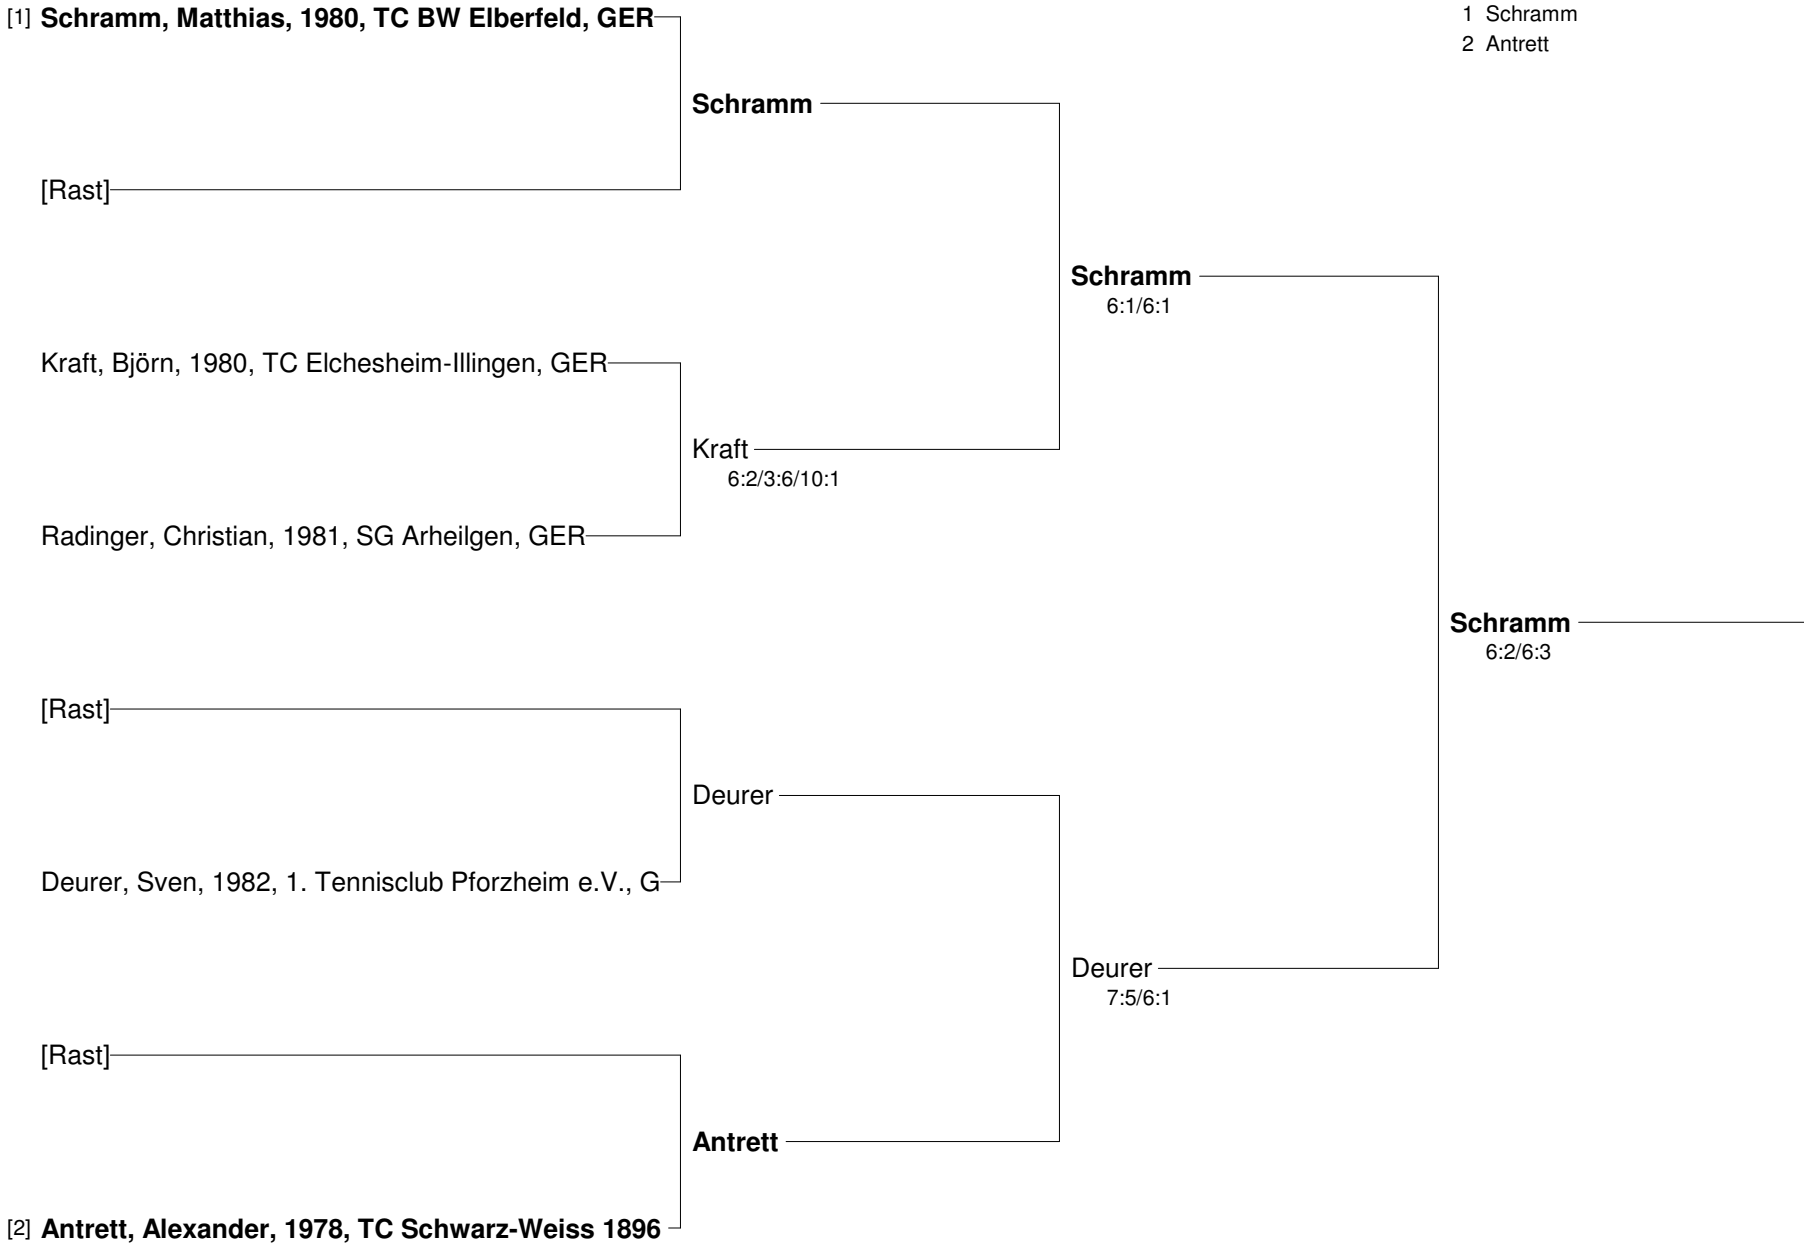 [1] Schramm, Matthias, 1980, TC BW Elberfeld, GER
1 Schramm
2 Antrett
Schramm
[Rast]
Schramm
6:1/6:1
Kraft, Björn, 1980, TC Elchesheim-Illingen, GER
Kraft
6:2/3:6/10:1
Radinger, Christian, 1981, SG Arheilgen, GER
Schramm
6:2/6:3
[Rast]
Deurer
Deurer, Sven, 1982, 1. Tennisclub Pforzheim e.V., G
Deurer
7:5/6:1
[Rast]
Antrett
[2] Antrett, Alexander, 1978, TC Schwarz-Weiss 1896